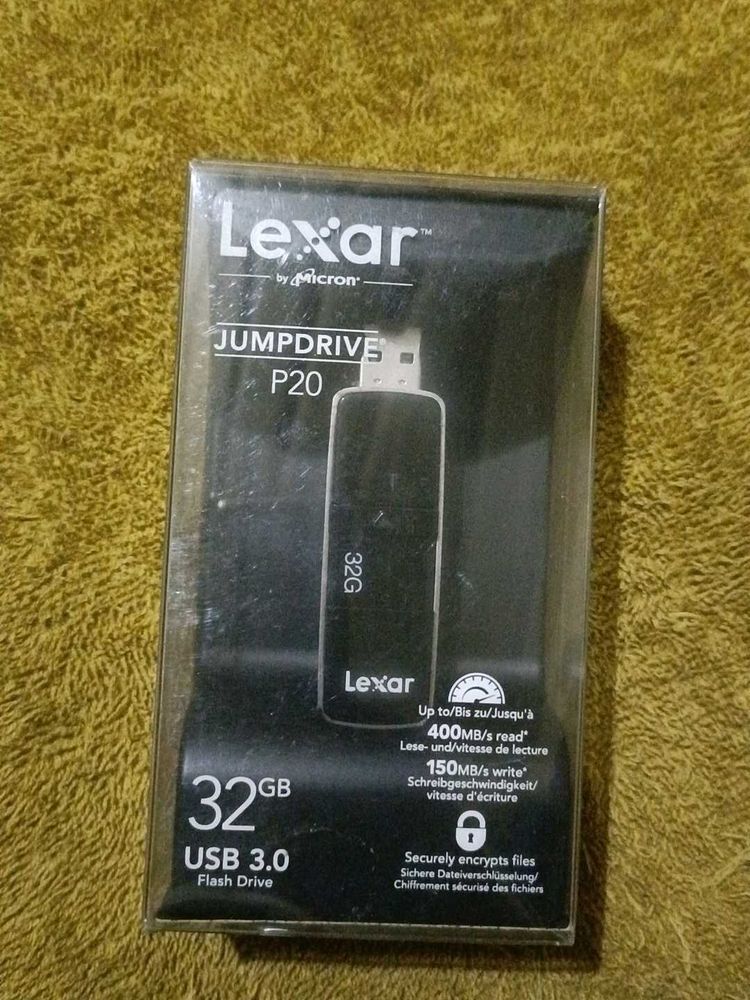 Lexar™
by Micron®
JUMPDRIVE®
P20
32G
Lexar
Up to/Bis zu/Jusqu'à
400MB/s read*
Lese- und/vitesse de lecture
150MB/s write*
Schreibgeschwindigkeit/
vitesse d'écriture
32GB
USB 3.0
Flash Drive
Securely encrypts files
Sichere Dateiverschlüsselung/
Chiffrement sécurisé des fichiers